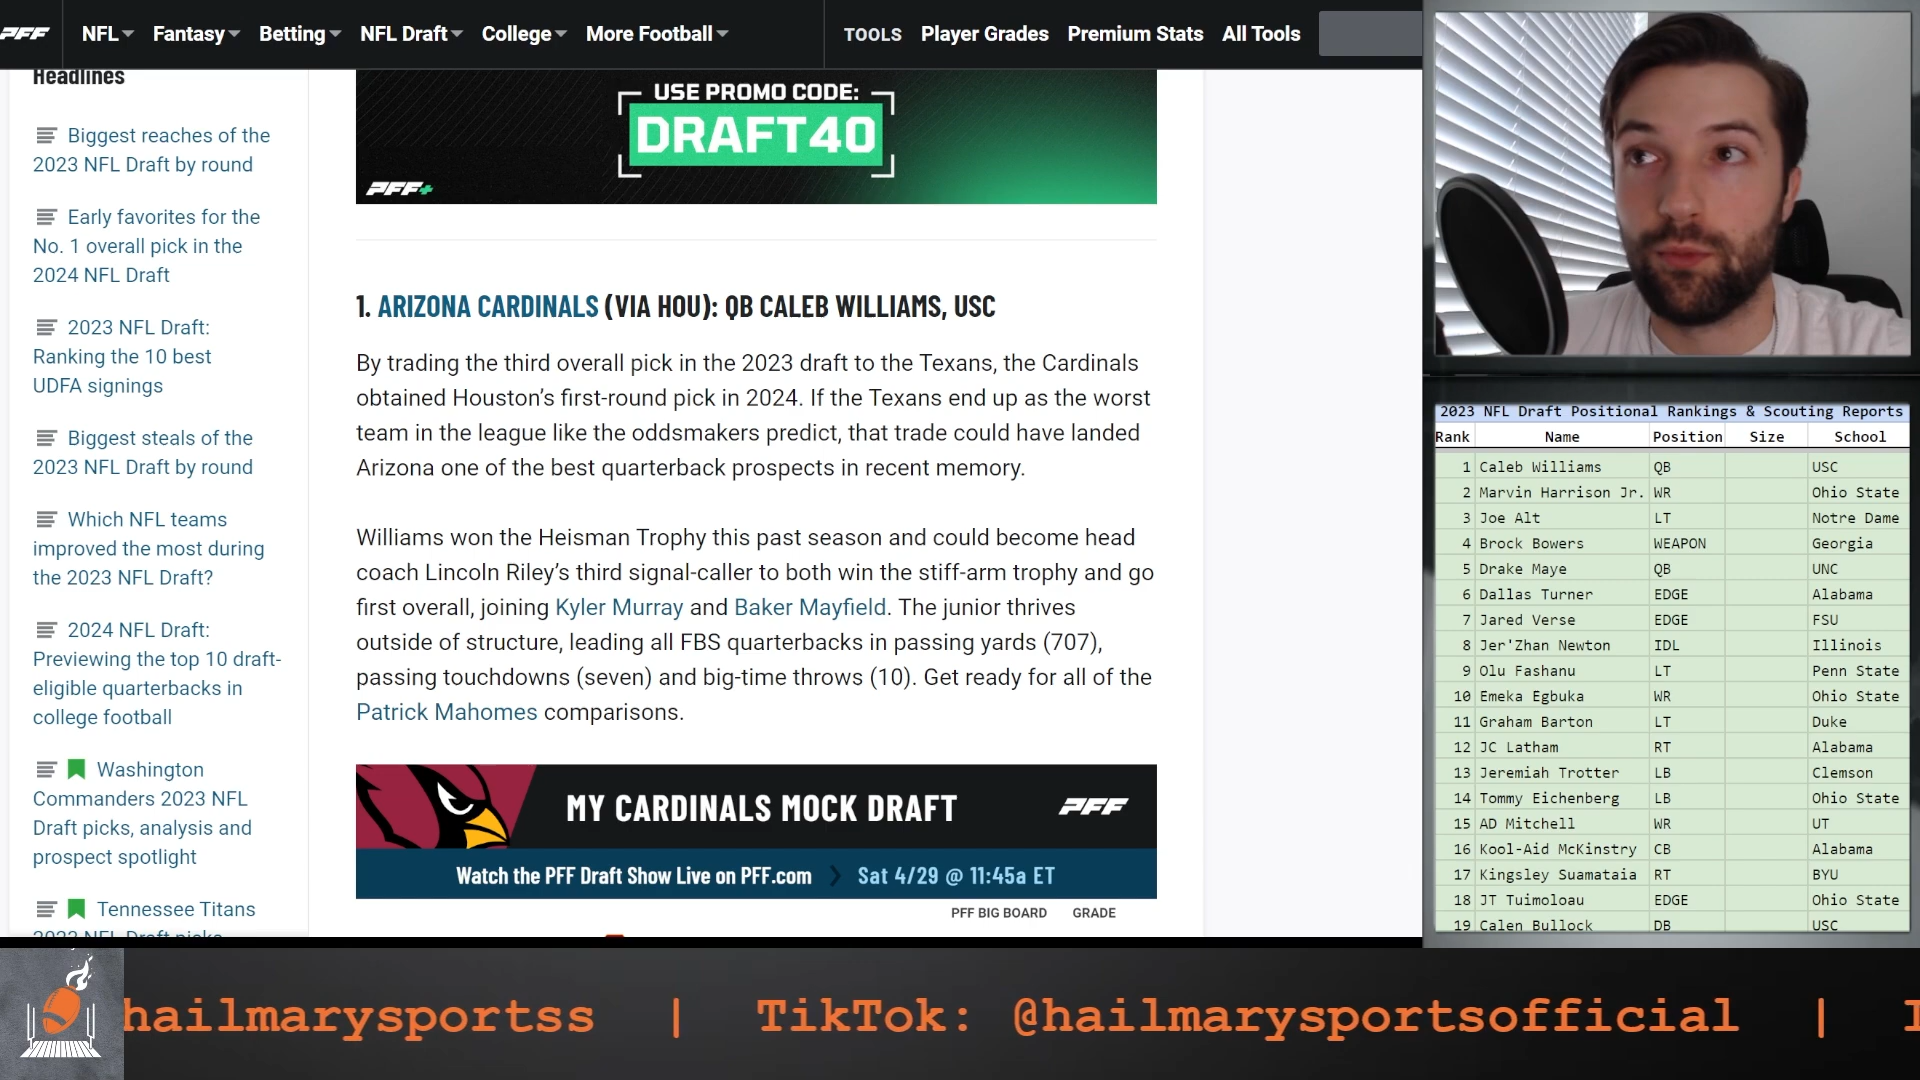 PFF
NFL
Fantasy
Betting
NFL Draft
College
More Football
TOOLS
Player Grades
Premium Stats
All Tools
Headlines
Biggest reaches of the
2023 NFL Draft by round
Early favorites for the
No. 1 overall pick in the
2024 NFL Draft
2023 NFL Draft:
Ranking the 10 best
UDFA signings
Biggest steals of the
2023 NFL Draft by round
Which NFL teams
improved the most during
the 2023 NFL Draft?
2024 NFL Draft:
Previewing the top 10 draft-
eligible quarterbacks in
college football
Washington
Commanders 2023 NFL
Draft picks, analysis and
prospect spotlight
Tennessee Titans
2023 NFL Draft picks
USE PROMO CODE:
DRAFT40
PFF+
1. ARIZONA CARDINALS (VIA HOU): QB CALEB WILLIAMS, USC
By trading the third overall pick in the 2023 draft to the Texans, the Cardinals
obtained Houston's first-round pick in 2024. If the Texans end up as the worst
team in the league like the oddsmakers predict, that trade could have landed
Arizona one of the best quarterback prospects in recent memory.
Williams won the Heisman Trophy this past season and could become head
coach Lincoln Riley's third signal-caller to both win the stiff-arm trophy and go
first overall, joining Kyler Murray and Baker Mayfield. The junior thrives
outside of structure, leading all FBS quarterbacks in passing yards (707),
passing touchdowns (seven) and big-time throws (10). Get ready for all of the
Patrick Mahomes comparisons.
MY CARDINALS MOCK DRAFT
PFF
Watch the PFF Draft Show Live on PFF.com
Sat 4/29 @ 11:45a ET
PFF BIG BOARD GRADE
2023 NFL Draft Positional Rankings & Scouting Reports
Rank Name Position Size School
1 Caleb Williams QB USC
2 Marvin Harrison Jr. WR Ohio State
3 Joe Alt LT Notre Dame
4 Brock Bowers WEAPON Georgia
5 Drake Maye QB UNC
6 Dallas Turner EDGE Alabama
7 Jared Verse EDGE FSU
8 Jer'Zhan Newton IDL Illinois
9 Olu Fashanu LT Penn State
10 Emeka Egbuka WR Ohio State
11 Graham Barton LT Duke
12 JC Latham RT Alabama
13 Jeremiah Trotter LB Clemson
14 Tommy Eichenberg LB Ohio State
15 AD Mitchell WR UT
16 Kool-Aid McKinstry CB Alabama
17 Kingsley Suamataia RT BYU
18 JT Tuimoloau EDGE Ohio State
19 Calen Bullock DB USC
hailmarysportss | TikTok: @hailmarysportsofficial | I